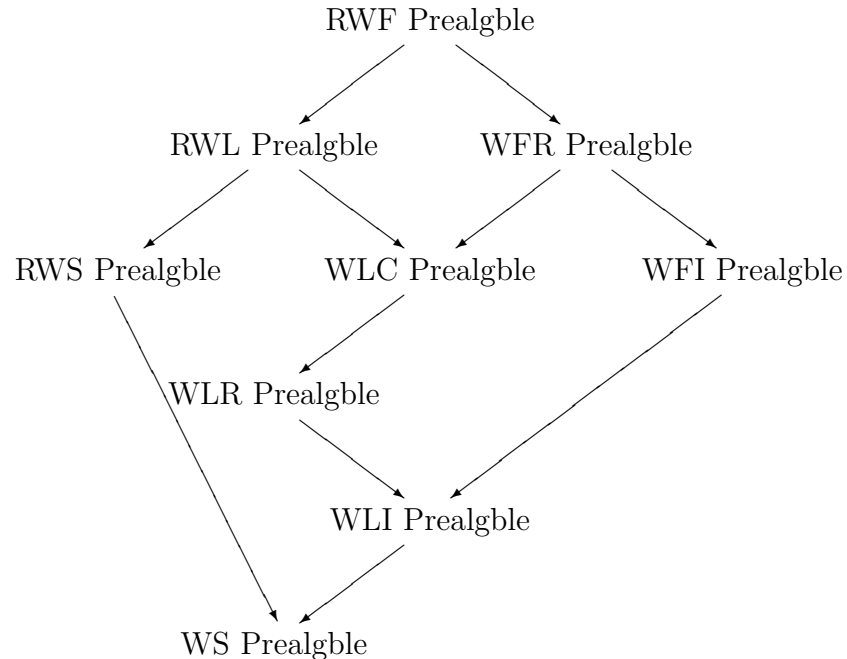 RWF Prealgble
RWL Prealgble
WFR Prealgble
RWS Prealgble
WLC Prealgble
WFI Prealgble
WLR Prealgble
WLI Prealgble
WS Prealgble